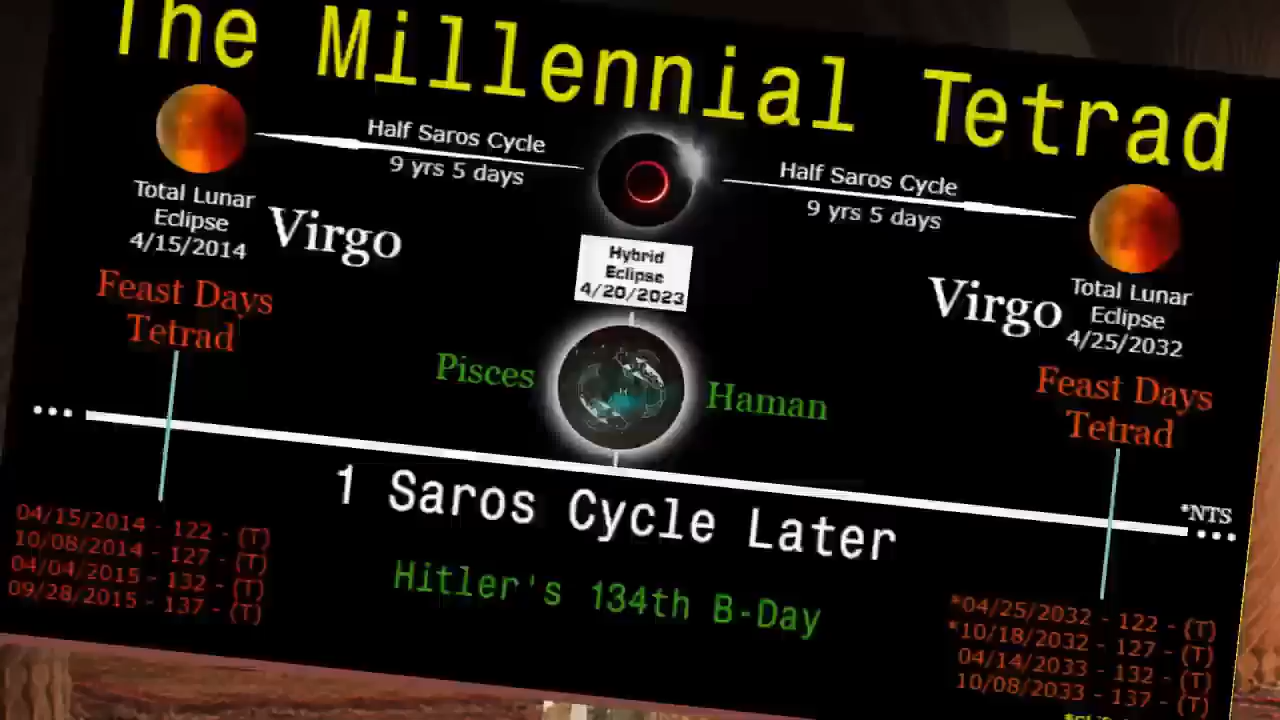 The Millennial Tetrad
Half Saros Cycle
9 yrs 5 days
Half Saros Cycle
9 yrs 5 days
Total Lunar
Eclipse
4/15/2014
Virgo
Hybrid
Eclipse
4/20/2023
Virgo
Total Lunar
Eclipse
4/25/2032
Feast Days
Tetrad
Pisces
Haman
Feast Days
Tetrad
...
1 Saros Cycle Later
*NTS
...
Hitler's 134th B-Day
04/15/2014 - 122 - (T)
10/08/2014 - 127 - (T)
04/04/2015 - 132 - (T)
09/28/2015 - 137 - (T)
*04/25/2032 - 122 - (T)
*10/18/2032 - 127 - (T)
04/14/2033 - 132 - (T)
10/08/2033 - 137 - (T)